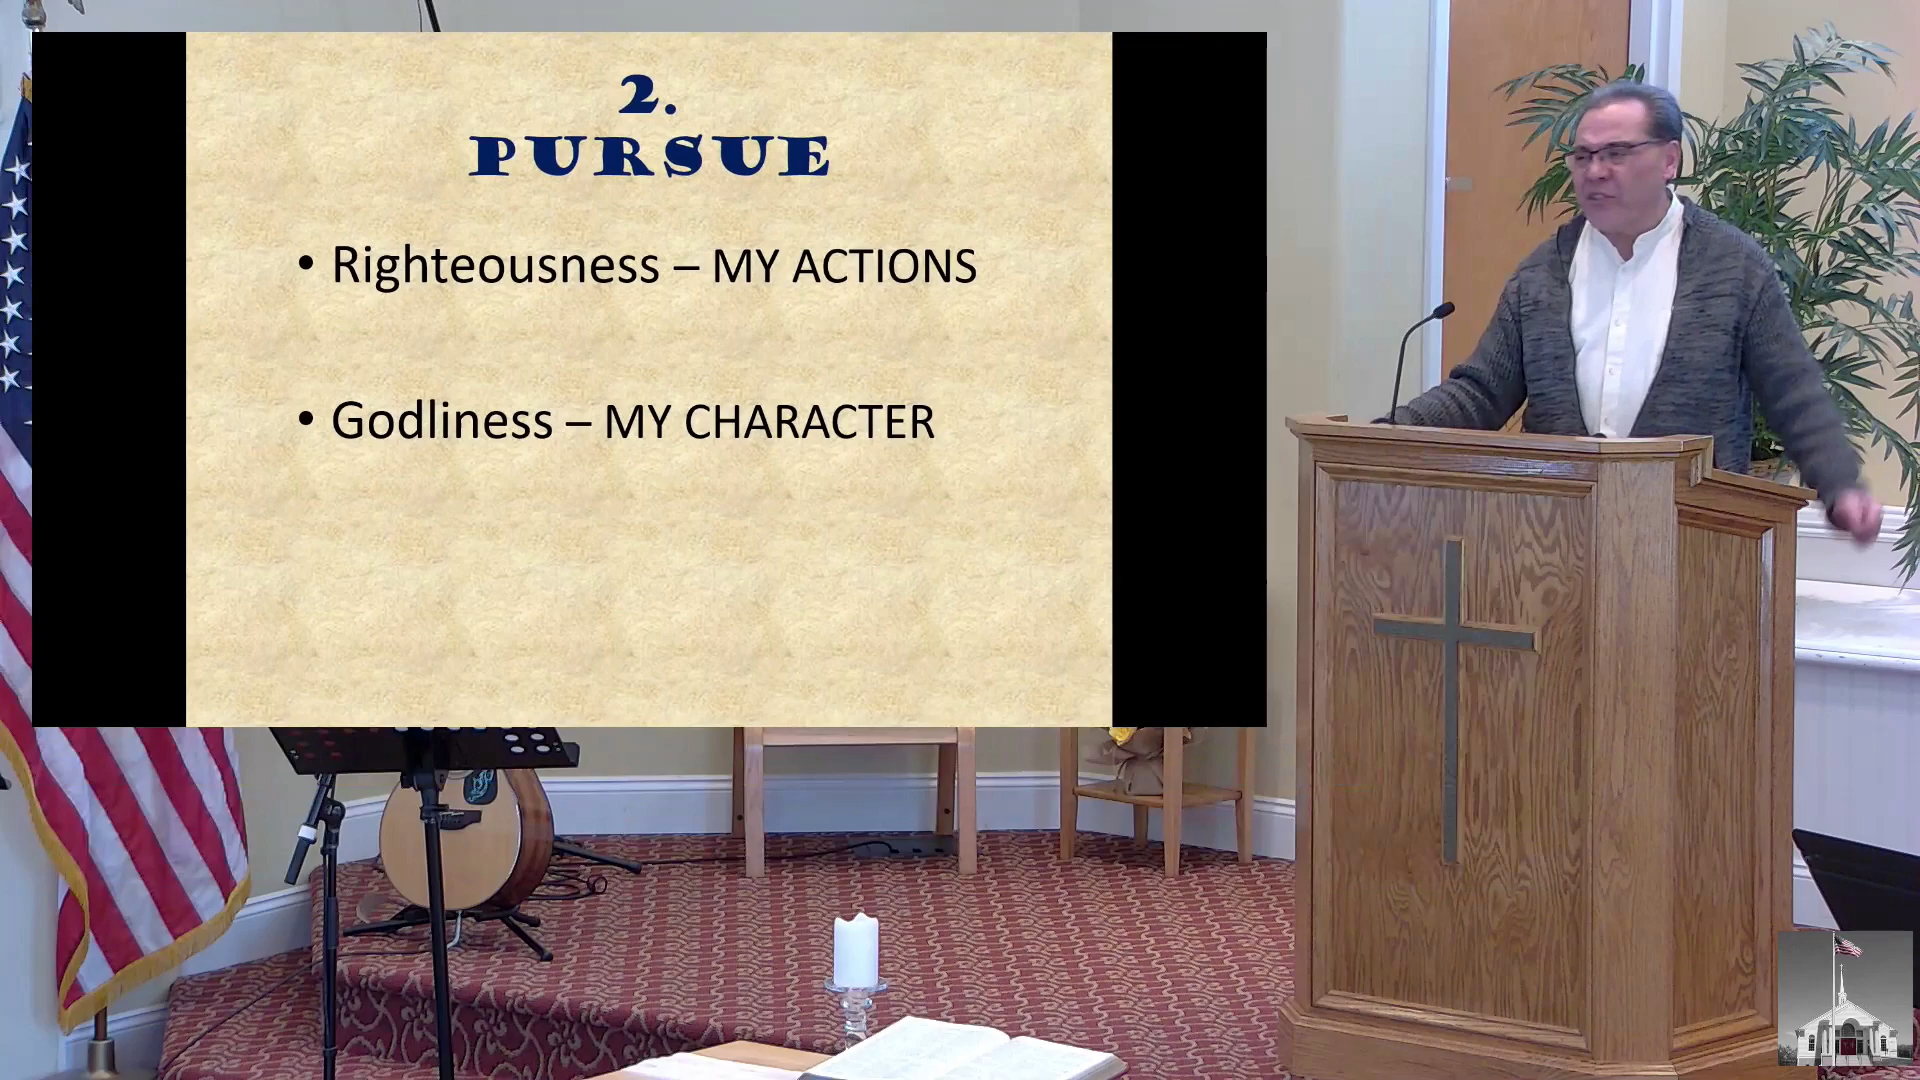 2.
PURSUE
• Righteousness – MY ACTIONS
• Godliness – MY CHARACTER